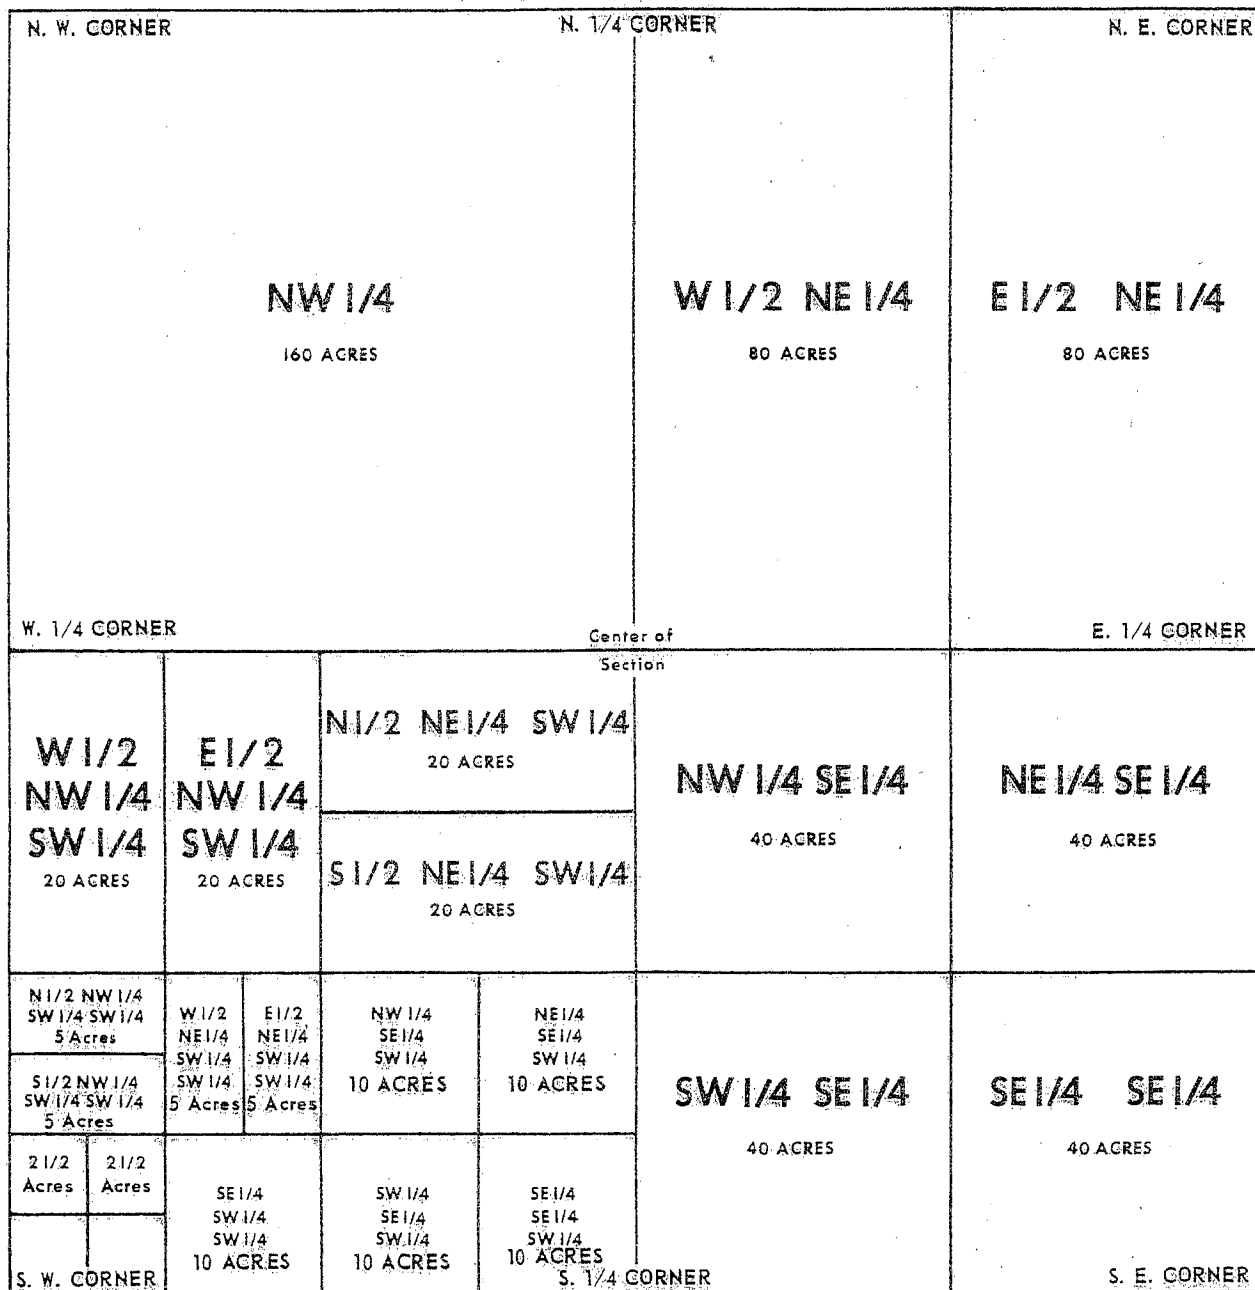 N. W. CORNER
N. 1/4 CORNER
N. E. CORNER
NW 1/4
160 ACRES
W 1/2 NE 1/4
80 ACRES
E 1/2 NE 1/4
80 ACRES
W. 1/4 CORNER
Center of
Section
E. 1/4 CORNER
W 1/2
NW 1/4
SW 1/4
20 ACRES
E 1/2
NW 1/4
SW 1/4
20 ACRES
N 1/2 NE 1/4 SW 1/4
20 ACRES
S 1/2 NE 1/4 SW 1/4
20 ACRES
NW 1/4 SE 1/4
40 ACRES
NE 1/4 SE 1/4
40 ACRES
N 1/2 NW 1/4
SW 1/4 SW 1/4
5 Acres
S 1/2 NW 1/4
SW 1/4 SW 1/4
5 Acres
W 1/2
NE 1/4
SW 1/4
SW 1/4
5 Acres
E 1/2
NE 1/4
SW 1/4
SW 1/4
5 Acres
NW 1/4
SE 1/4
SW 1/4
10 ACRES
NE 1/4
SE 1/4
SW 1/4
10 ACRES
SW 1/4 SE 1/4
40 ACRES
SE 1/4 SE 1/4
40 ACRES
2 1/2
Acres
2 1/2
Acres
SE 1/4
SW 1/4
SW 1/4
10 ACRES
SW 1/4
SE 1/4
SW 1/4
10 ACRES
SE 1/4
SE 1/4
SW 1/4
10 ACRES
S. W. CORNER
S. 1/4 CORNER
S. E. CORNER